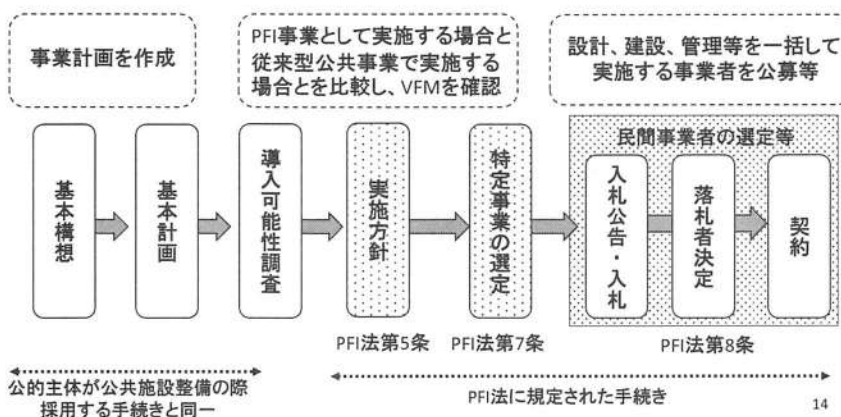 事業計画を作成
PFI事業として実施する場合と
従来型公共事業で実施する
場合とを比較し、VFMを確認
設計、建設、管理等を一括して
実施する事業者を公募等
民間事業者の選定等
基本構想
基本計画
導入可能性調査
実施方針
特定事業の選定
入札公告・入札
落札者決定
契約
PFI法第5条
PFI法第7条
PFI法第8条
公的主体が公共施設整備の際
採用する手続きと同一
PFI法に規定された手続き
14